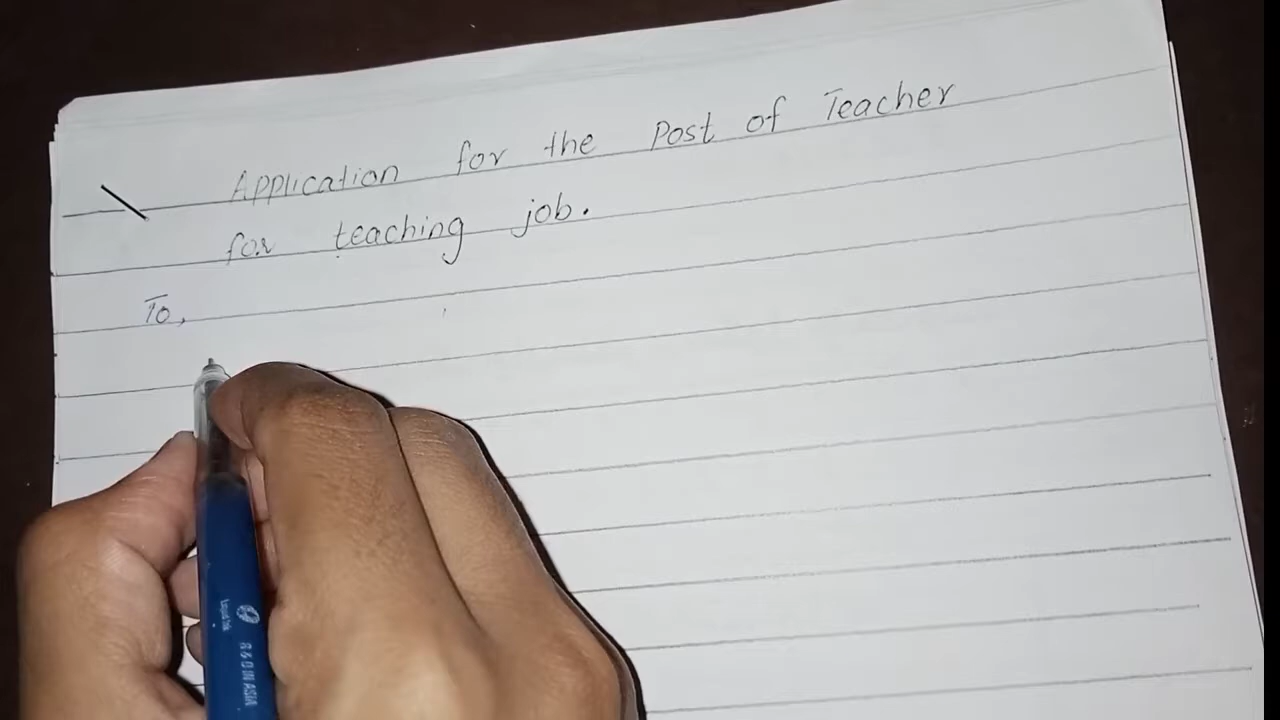 Application for the Post of Teacher
for teaching job.
To,